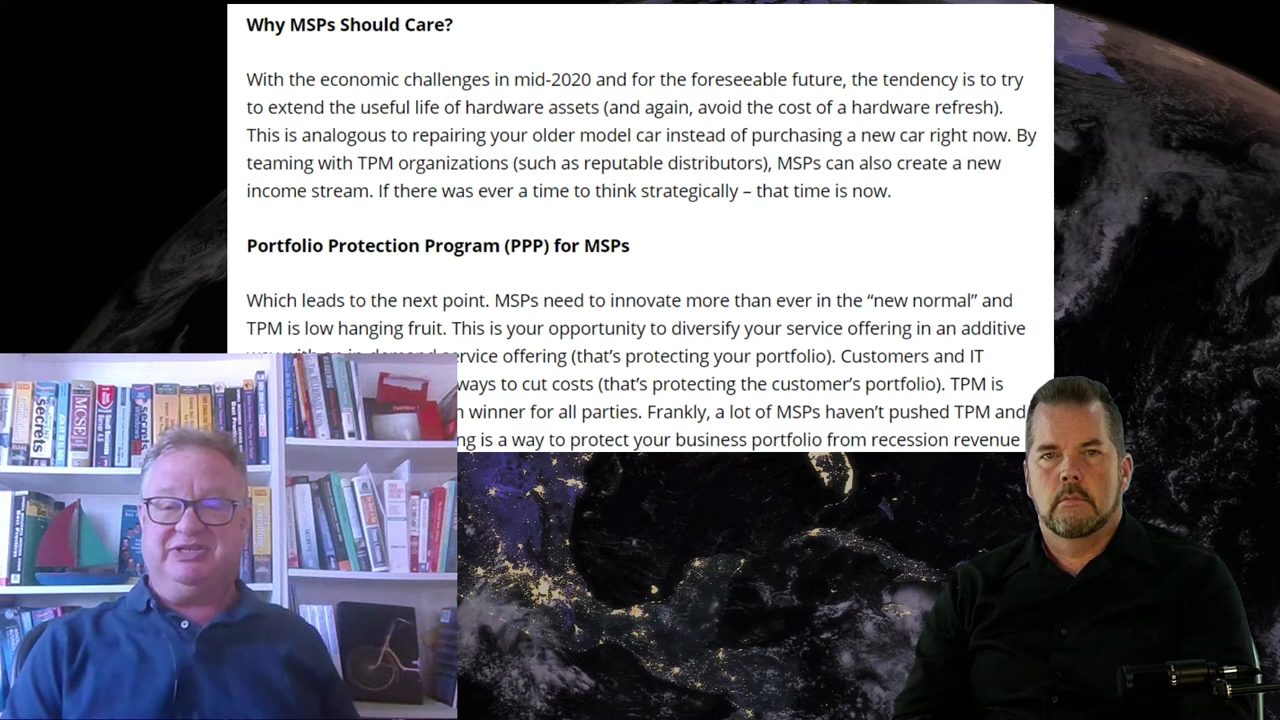 Why MSPs Should Care?
With the economic challenges in mid-2020 and for the foreseeable future, the tendency is to try
to extend the useful life of hardware assets (and again, avoid the cost of a hardware refresh).
This is analogous to repairing your older model car instead of purchasing a new car right now. By
teaming with TPM organizations (such as reputable distributors), MSPs can also create a new
income stream. If there was ever a time to think strategically – that time is now.
Portfolio Protection Program (PPP) for MSPs
Which leads to the next point. MSPs need to innovate more than ever in the “new normal” and
TPM is low hanging fruit. This is your opportunity to diversify your service offering in an additive
service offering (that’s protecting your portfolio). Customers and IT
ways to cut costs (that’s protecting the customer’s portfolio). TPM is
winner for all parties. Frankly, a lot of MSPs haven’t pushed TPM and
is a way to protect your business portfolio from recession revenue
secrets
MCSE